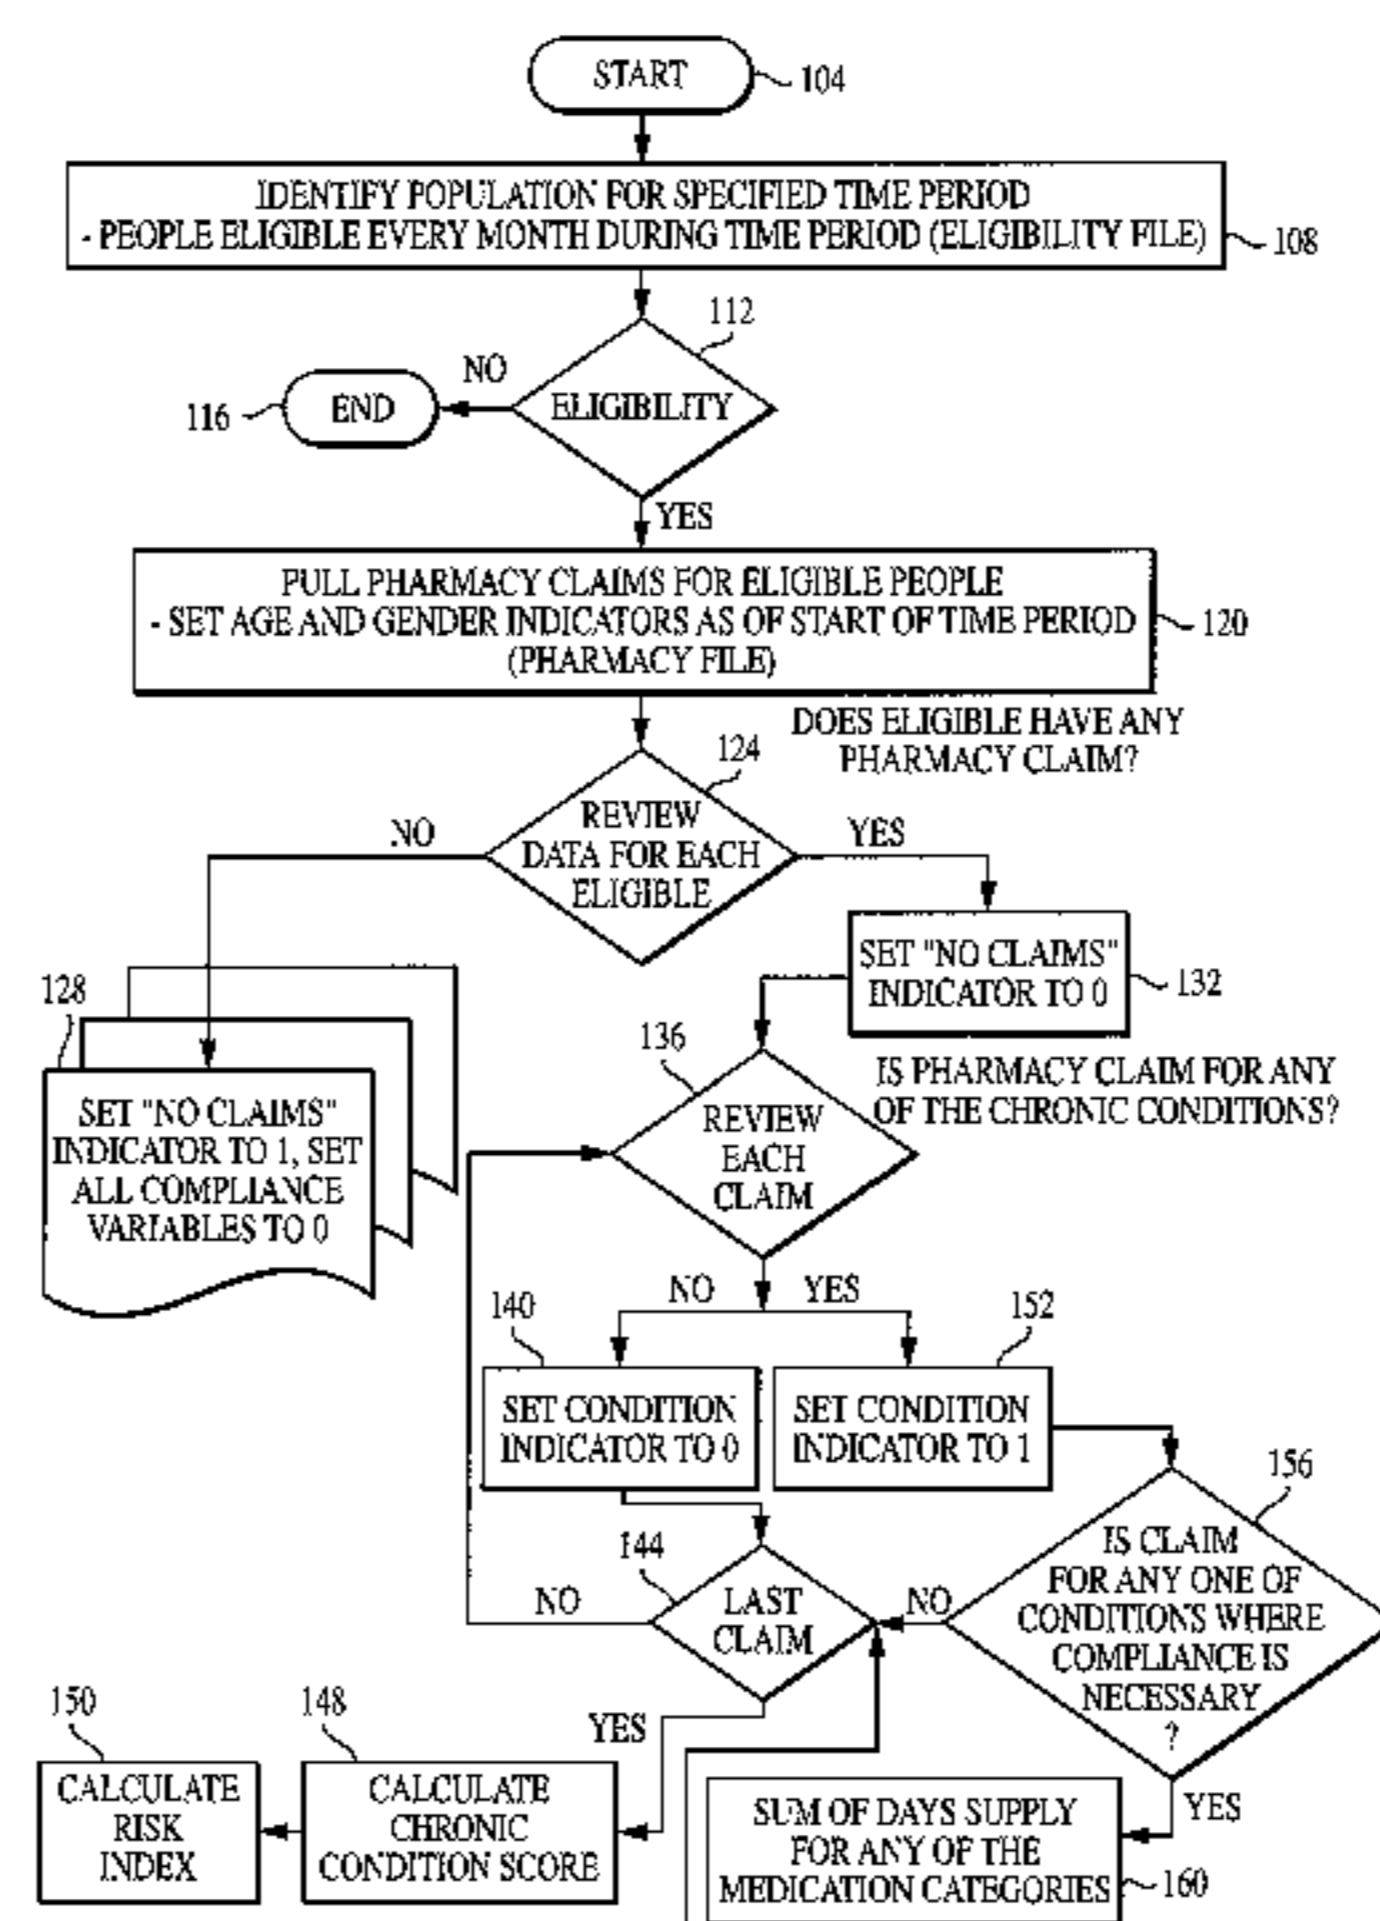 START
104
IDENTIFY POPULATION FOR SPECIFIED TIME PERIOD
- PEOPLE ELIGIBLE EVERY MONTH DURING TIME PERIOD (ELIGIBILITY FILE)
108
112
NO
ELIGIBILITY
END
116
YES
PULL PHARMACY CLAIMS FOR ELIGIBLE PEOPLE
- SET AGE AND GENDER INDICATORS AS OF START OF TIME PERIOD
(PHARMACY FILE)
120
DOES ELIGIBLE HAVE ANY
PHARMACY CLAIM?
124
REVIEW
DATA FOR EACH
ELIGIBLE
NO
YES
128
SET "NO CLAIMS"
INDICATOR TO 1, SET
ALL COMPLIANCE
VARIABLES TO 0
SET "NO CLAIMS"
INDICATOR TO 0
132
136
IS PHARMACY CLAIM FOR ANY
OF THE CHRONIC CONDITIONS?
REVIEW
EACH
CLAIM
NO
YES
140
152
SET CONDITION
INDICATOR TO 0
SET CONDITION
INDICATOR TO 1
156
IS CLAIM
FOR ANY ONE OF
CONDITIONS WHERE
COMPLIANCE IS
NECESSARY
?
144
NO
LAST
CLAIM
NO
YES
YES
150
148
CALCULATE
RISK
INDEX
CALCULATE
CHRONIC
CONDITION SCORE
SUM OF DAYS SUPPLY
FOR ANY OF THE
MEDICATION CATEGORIES
160